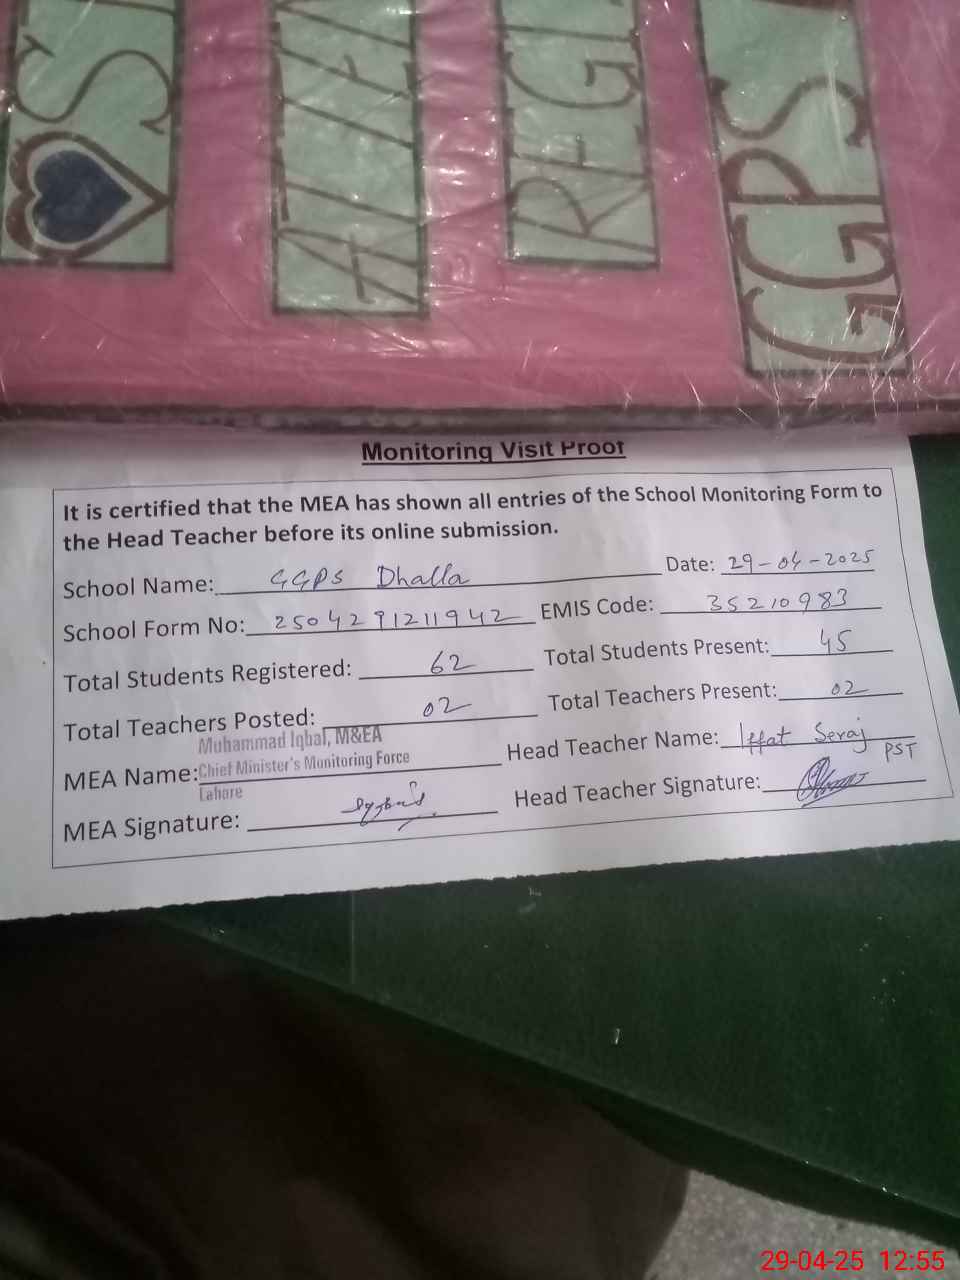 ATTEN
REGI
GGPS
Monitoring Visit Proof
It is certified that the MEA has shown all entries of the School Monitoring Form to
the Head Teacher before its online submission.
School Name: GGPS Dhalla Date: 29-04-2025
School Form No: 25042911211942 EMIS Code: 35210983
Total Students Registered: 62 Total Students Present: 45
Total Teachers Posted: 02 Total Teachers Present: 02
Muhammad Iqbal, M&EA
MEA Name: Chief Minister's Monitoring Force Head Teacher Name: Iffat Seraj
Lahore PST
MEA Signature: Head Teacher Signature:
29-04-25 12:55